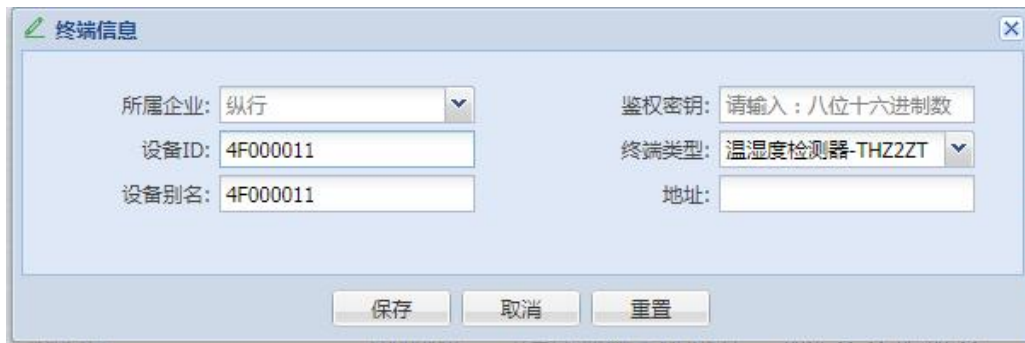 终端信息
所属企业: 纵行 鉴权密钥: 请输入：八位十六进制数
设备ID: 4F000011 终端类型: 温湿度检测器-THZ2ZT
设备别名: 4F000011 地址:
保存 取消 重置